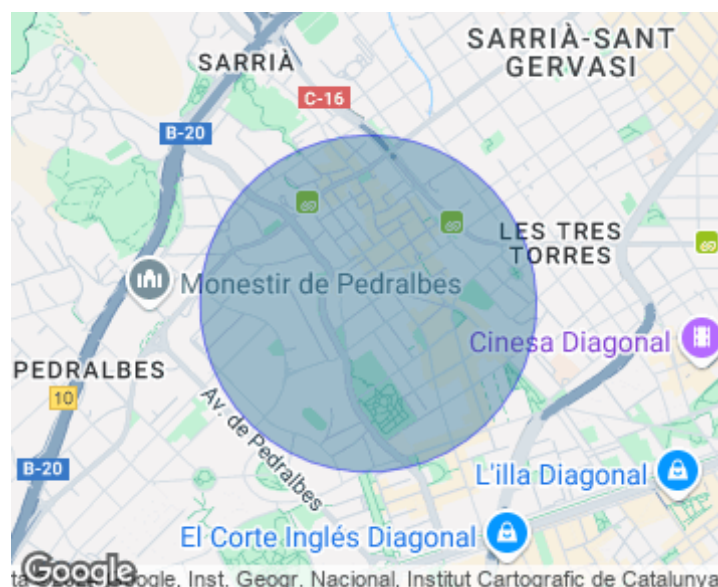 SARRIÀ-SANT
GERVASI
SARRIÀ
C-16
B-20
LES TRES
TORRES
Monestir de Pedralbes
Cinesa Diagonal
PEDRALBES
10
Av. de Pedralbes
B-20
L'illa Diagonal
El Corte Inglés Diagonal
Google
oogle, Inst. Geogr. Nacional, Institut Cartografic de Catalunya